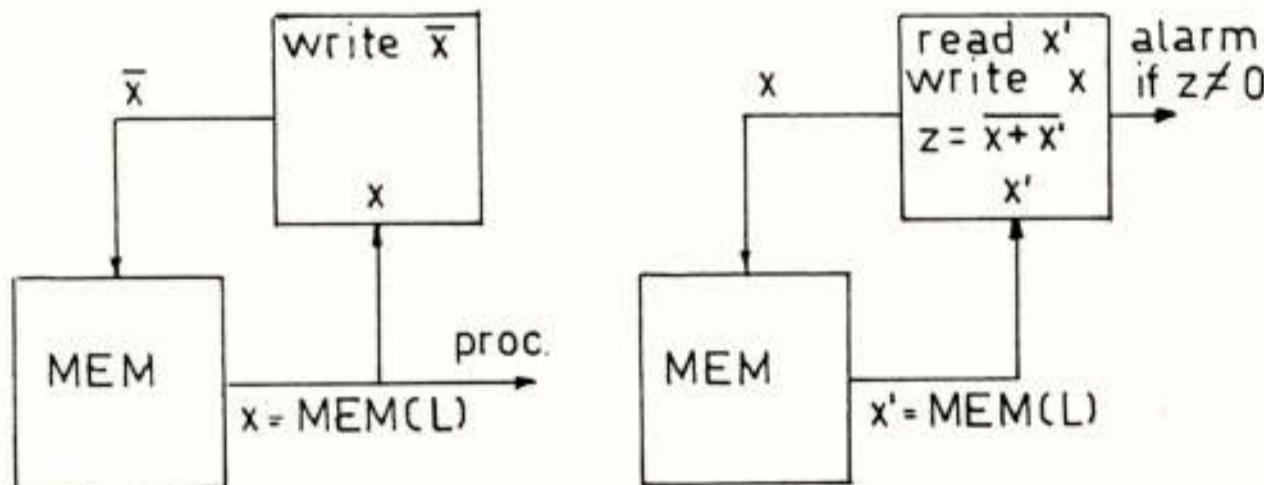 write x̅
x̅
x
MEM
proc.
x = MEM(L)
read x'
write x
z = x̅+̅x̅'̅
x'
alarm
if z ≠ 0
x
MEM
x' = MEM(L)